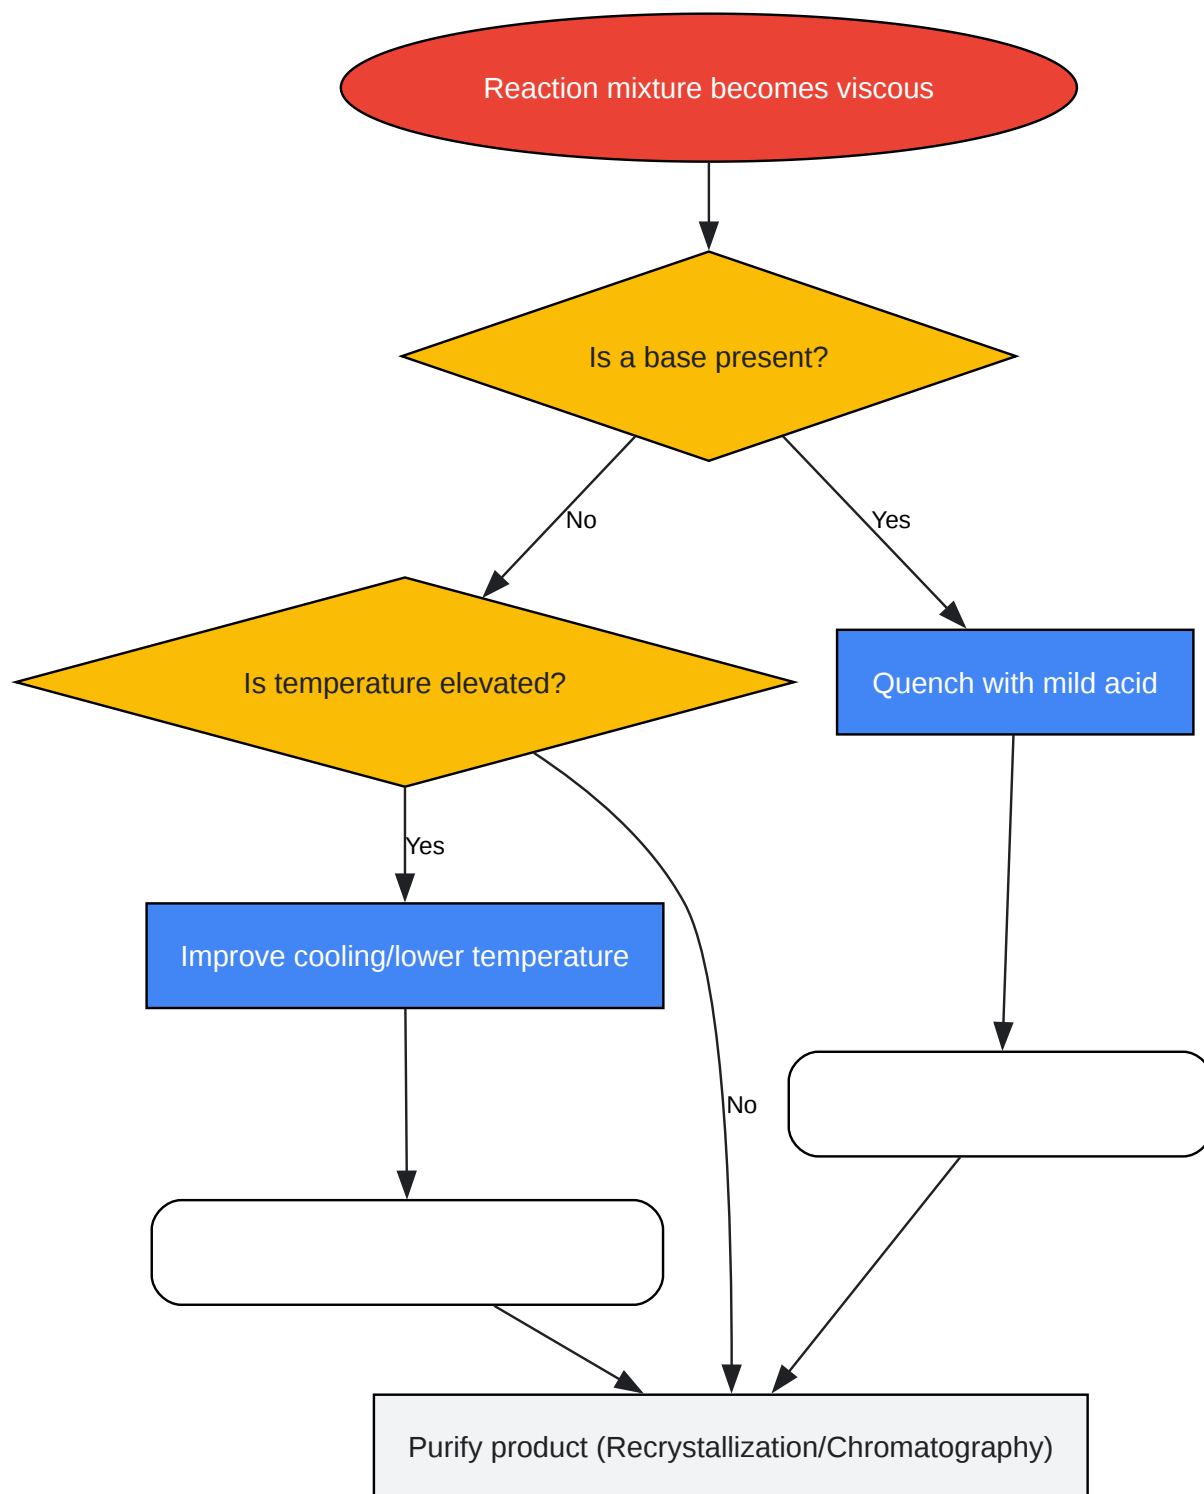 Reaction mixture becomes viscous
Is a base present?
No
Yes
Is temperature elevated?
Quench with mild acid
Yes
Improve cooling/lower temperature
No
Purify product (Recrystallization/Chromatography)